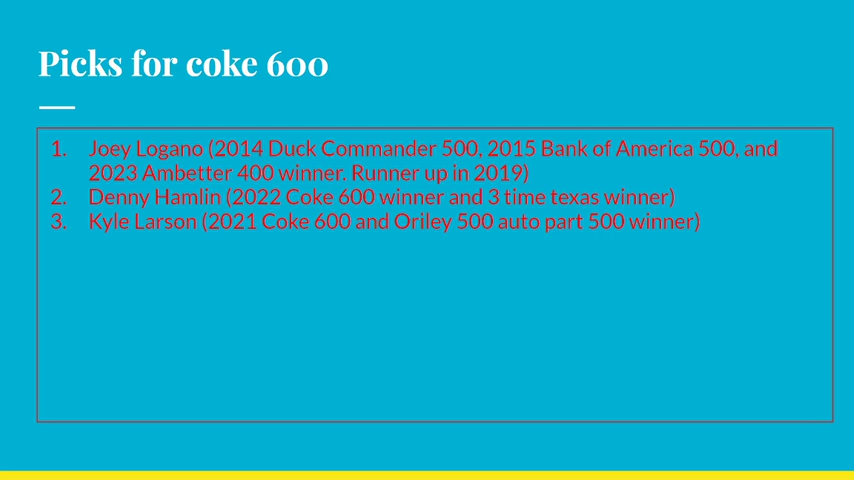 Picks for coke 600
1. Joey Logano (2014 Duck Commander 500, 2015 Bank of America 500, and
2023 Ambetter 400 winner. Runner up in 2019)
2. Denny Hamlin (2022 Coke 600 winner and 3 time texas winner)
3. Kyle Larson (2021 Coke 600 and Oriley 500 auto part 500 winner)